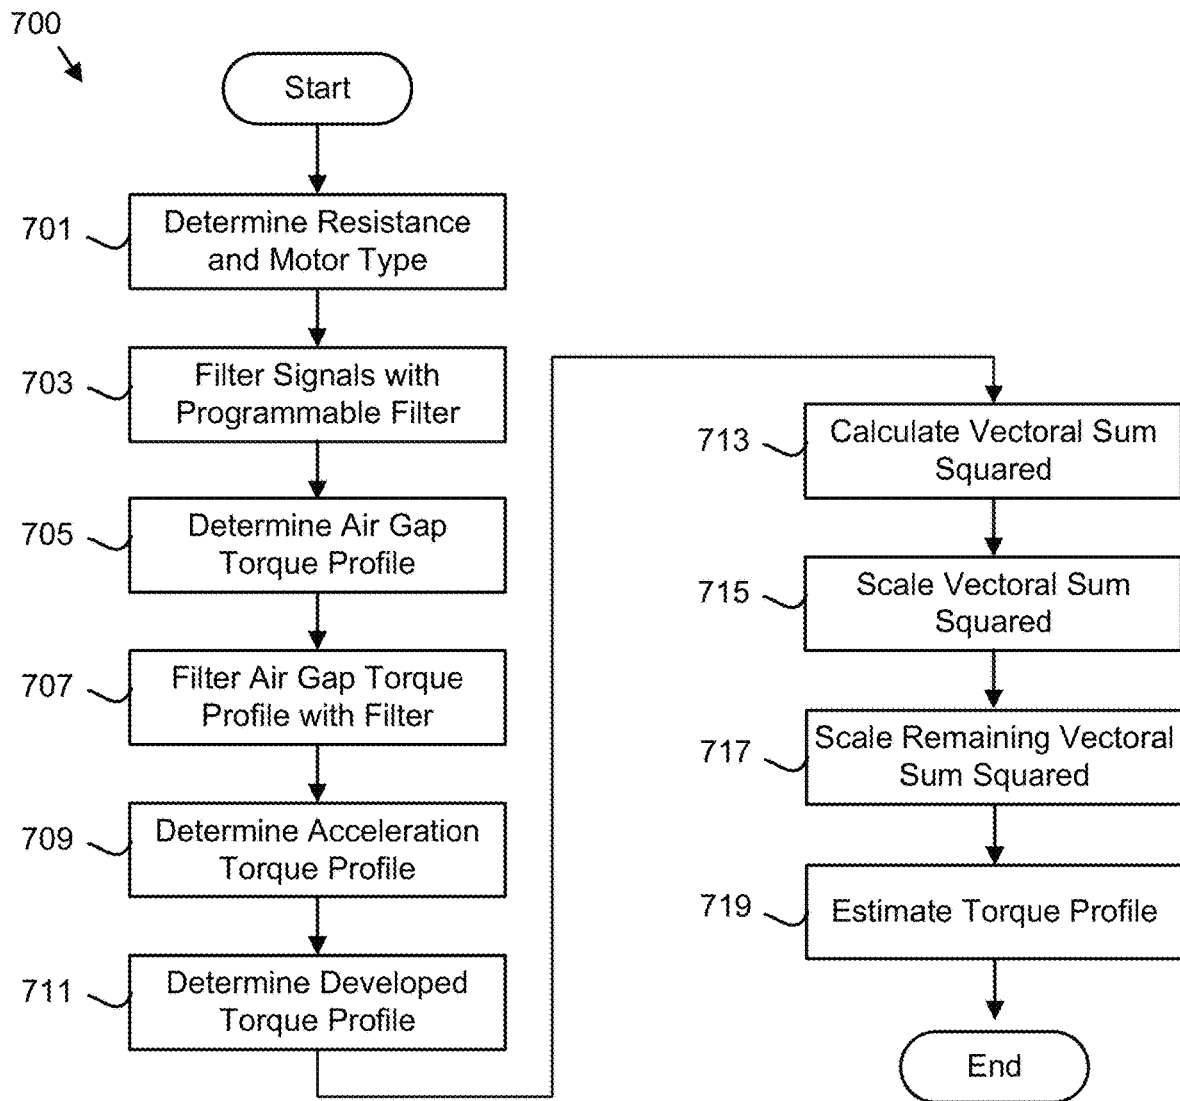 700
Start
701
Determine Resistance
and Motor Type
703
Filter Signals with
Programmable Filter
705
Determine Air Gap
Torque Profile
707
Filter Air Gap Torque
Profile with Filter
709
Determine Acceleration
Torque Profile
711
Determine Developed
Torque Profile
713
Calculate Vectoral Sum
Squared
715
Scale Vectoral Sum
Squared
717
Scale Remaining Vectoral
Sum Squared
719
Estimate Torque Profile
End